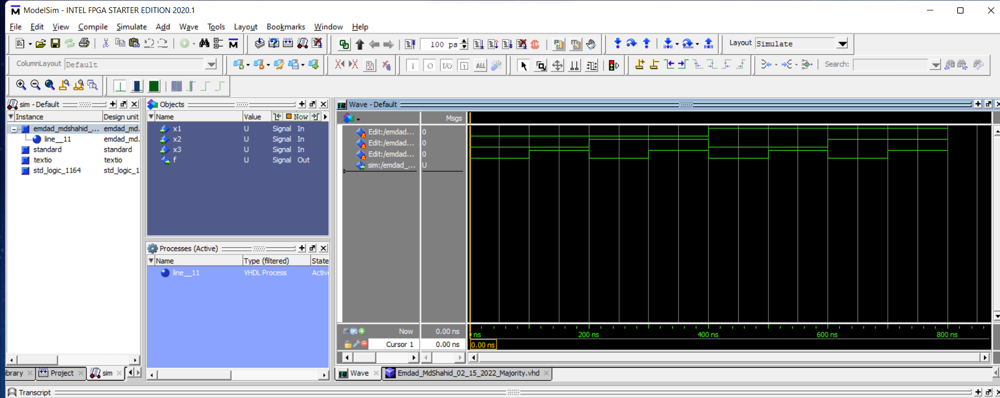 ModelSim - INTEL FPGA STARTER EDITION 2020.1
File Edit View Compile Simulate Add Wave Tools Layout Bookmarks Window Help
100 ps
Layout Simulate
ColumnLayout Default
Search:
sim - Default
Instance Design unit
emdad_mdshahid_... emdad_md.
line__11 emdad_md.
standard standard
textio textio
std_logic_1164 std_logic_1
Objects
Name Value Now
x1 U Signal In
x2 U Signal In
x3 U Signal In
f U Signal Out
Processes (Active)
Name Type (filtered) State
line__11 VHDL Process Activ
Wave - Default
Msgs
Edit:/emdad... 0
Edit:/emdad... 0
Edit:/emdad... 0
sim:/emdad_... U
Now 0.00 ns
ns 200 ns 400 ns 600 ns 800 ns
Cursor 1 0.00 ns
0.00 ns
ibrary Project sim
Wave Emdad_MdShahid_02_15_2022_Majority.vhd
Transcript